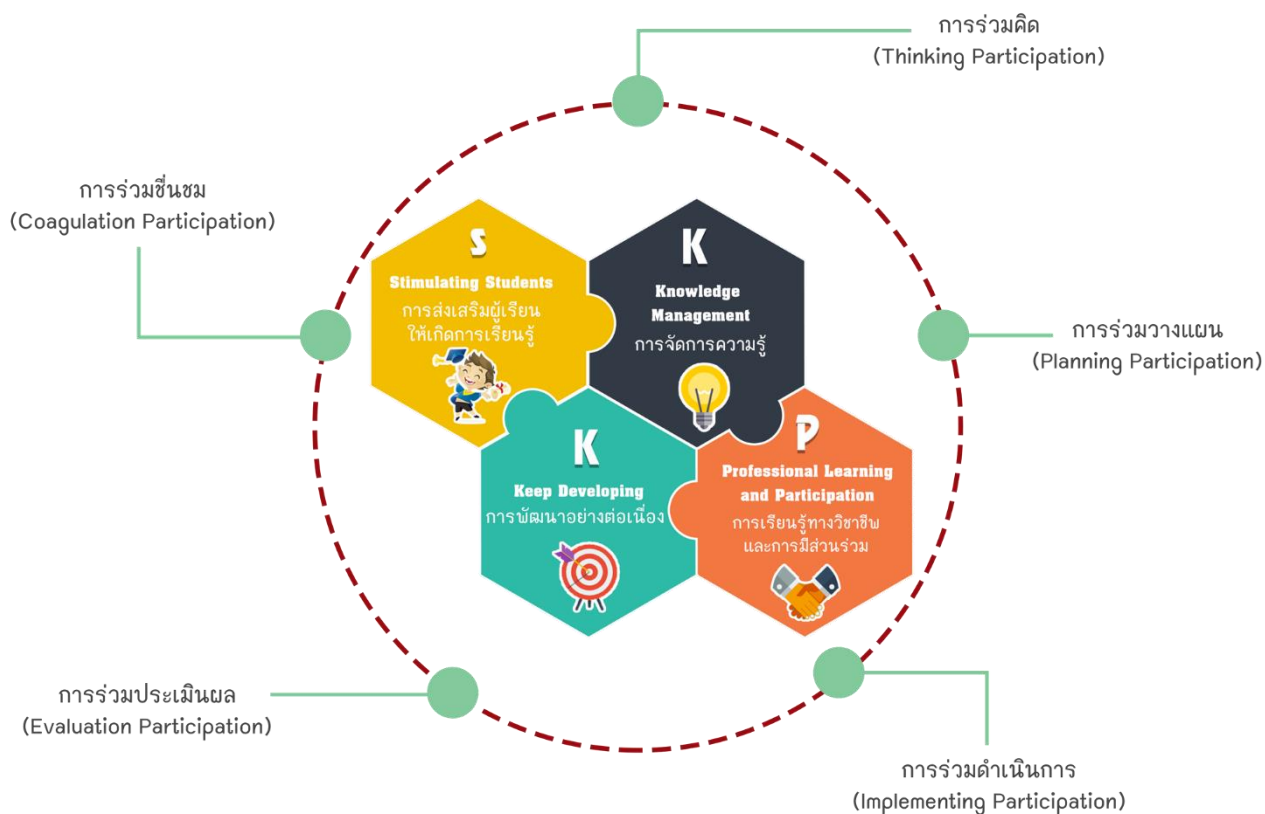 การร่วมคิด
(Thinking Participation)
การร่วมชื่นชม
(Coagulation Participation)
S
Stimulating Students
การส่งเสริมผู้เรียน
ให้เกิดการเรียนรู้
K
Knowledge
Management
การจัดการความรู้
การร่วมวางแผน
(Planning Participation)
K
Keep Developing
การพัฒนาอย่างต่อเนื่อง
P
Professional Learning
and Participation
การเรียนรู้ทางวิชาชีพ
และการมีส่วนร่วม
การร่วมประเมินผล
(Evaluation Participation)
การร่วมดำเนินการ
(Implementing Participation)